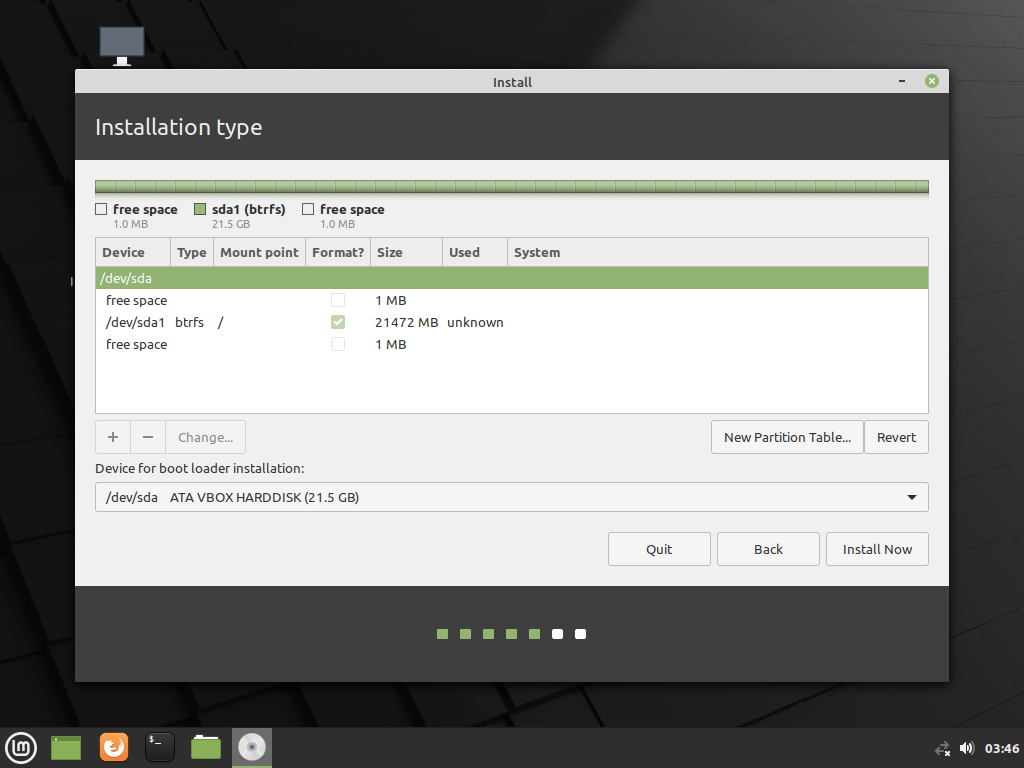 Install
Installation type
free space sda1 (btrfs) free space
1.0 MB 21.5 GB 1.0 MB
Device Type Mount point Format? Size Used System
/dev/sda
free space 1 MB
/dev/sda1 btrfs / 21472 MB unknown
free space 1 MB
+ − Change... New Partition Table... Revert
Device for boot loader installation:
/dev/sda ATA VBOX HARDDISK (21.5 GB)
Quit Back Install Now
$_ 03:46